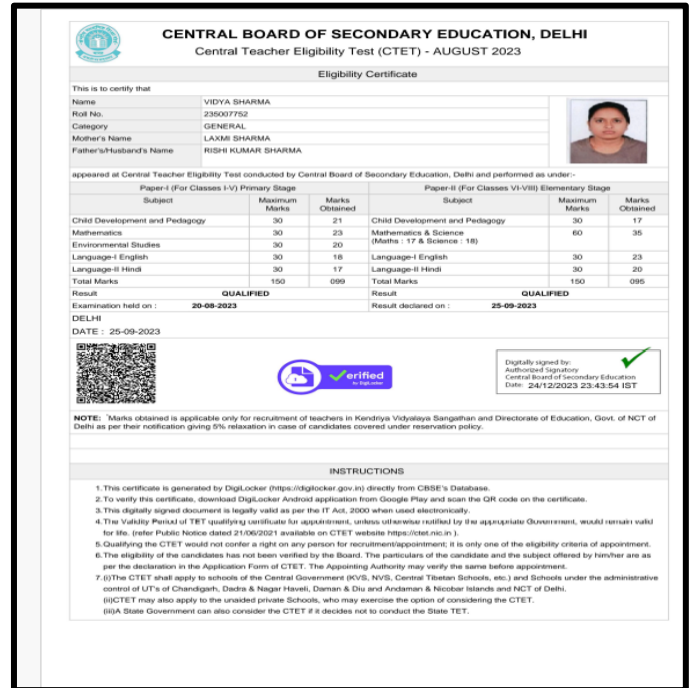 CENTRAL BOARD OF SECONDARY EDUCATION, DELHI
Central Teacher Eligibility Test (CTET) - AUGUST 2023
Eligibility Certificate
This is to certify that
Name VIDYA SHARMA
Roll No. 235007752
Category GENERAL
Mother's Name LAXMI SHARMA
Father's/Husband's Name RISHI KUMAR SHARMA
appeared at Central Teacher Eligibility Test conducted by Central Board of Secondary Education, Delhi and performed as under:-
Paper-I (For Classes I-V) Primary Stage Paper-II (For Classes VI-VIII) Elementary Stage
Subject Maximum Marks Marks Obtained Subject Maximum Marks Marks Obtained
Child Development and Pedagogy 30 21 Child Development and Pedagogy 30 17
Mathematics 30 23 Mathematics & Science 60 35
(Maths : 17 & Science : 18)
Environmental Studies 30 20
Language-I English 30 18 Language-I English 30 23
Language-II Hindi 30 17 Language-II Hindi 30 20
Total Marks 150 099 Total Marks 150 095
Result QUALIFIED Result QUALIFIED
Examination held on : 20-08-2023 Result declared on : 25-09-2023
DELHI
DATE : 25-09-2023
Verified
by DigiLocker
Digitally signed by:
Authorized Signatory
Central Board of Secondary Education
Date: 24/12/2023 23:43:54 IST
NOTE: *Marks obtained is applicable only for recruitment of teachers in Kendriya Vidyalaya Sangathan and Directorate of Education, Govt. of NCT of
Delhi as per their notification giving 5% relaxation in case of candidates covered under reservation policy.
INSTRUCTIONS
1. This certificate is generated by DigiLocker (https://digilocker.gov.in) directly from CBSE's Database.
2. To verify this certificate, download DigiLocker Android application from Google Play and scan the QR code on the certificate.
3. This digitally signed document is legally valid as per the IT Act, 2000 when used electronically.
4. The Validity Period of TET qualifying certificate for appointment, unless otherwise notified by the appropriate Government, would remain valid
for life. (refer Public Notice dated 21/06/2021 available on CTET website https://ctet.nic.in ).
5. Qualifying the CTET would not confer a right on any person for recruitment/appointment; it is only one of the eligibility criteria of appointment.
6. The eligibility of the candidates has not been verified by the Board. The particulars of the candidate and the subject offered by him/her are as
per the declaration in the Application Form of CTET. The Appointing Authority may verify the same before appointment.
7. (i)The CTET shall apply to schools of the Central Government (KVS, NVS, Central Tibetan Schools, etc.) and Schools under the administrative
control of UT's of Chandigarh, Dadra & Nagar Haveli, Daman & Diu and Andaman & Nicobar Islands and NCT of Delhi.
(ii)CTET may also apply to the unaided private Schools, who may exercise the option of considering the CTET.
(iii)A State Government can also consider the CTET if it decides not to conduct the State TET.